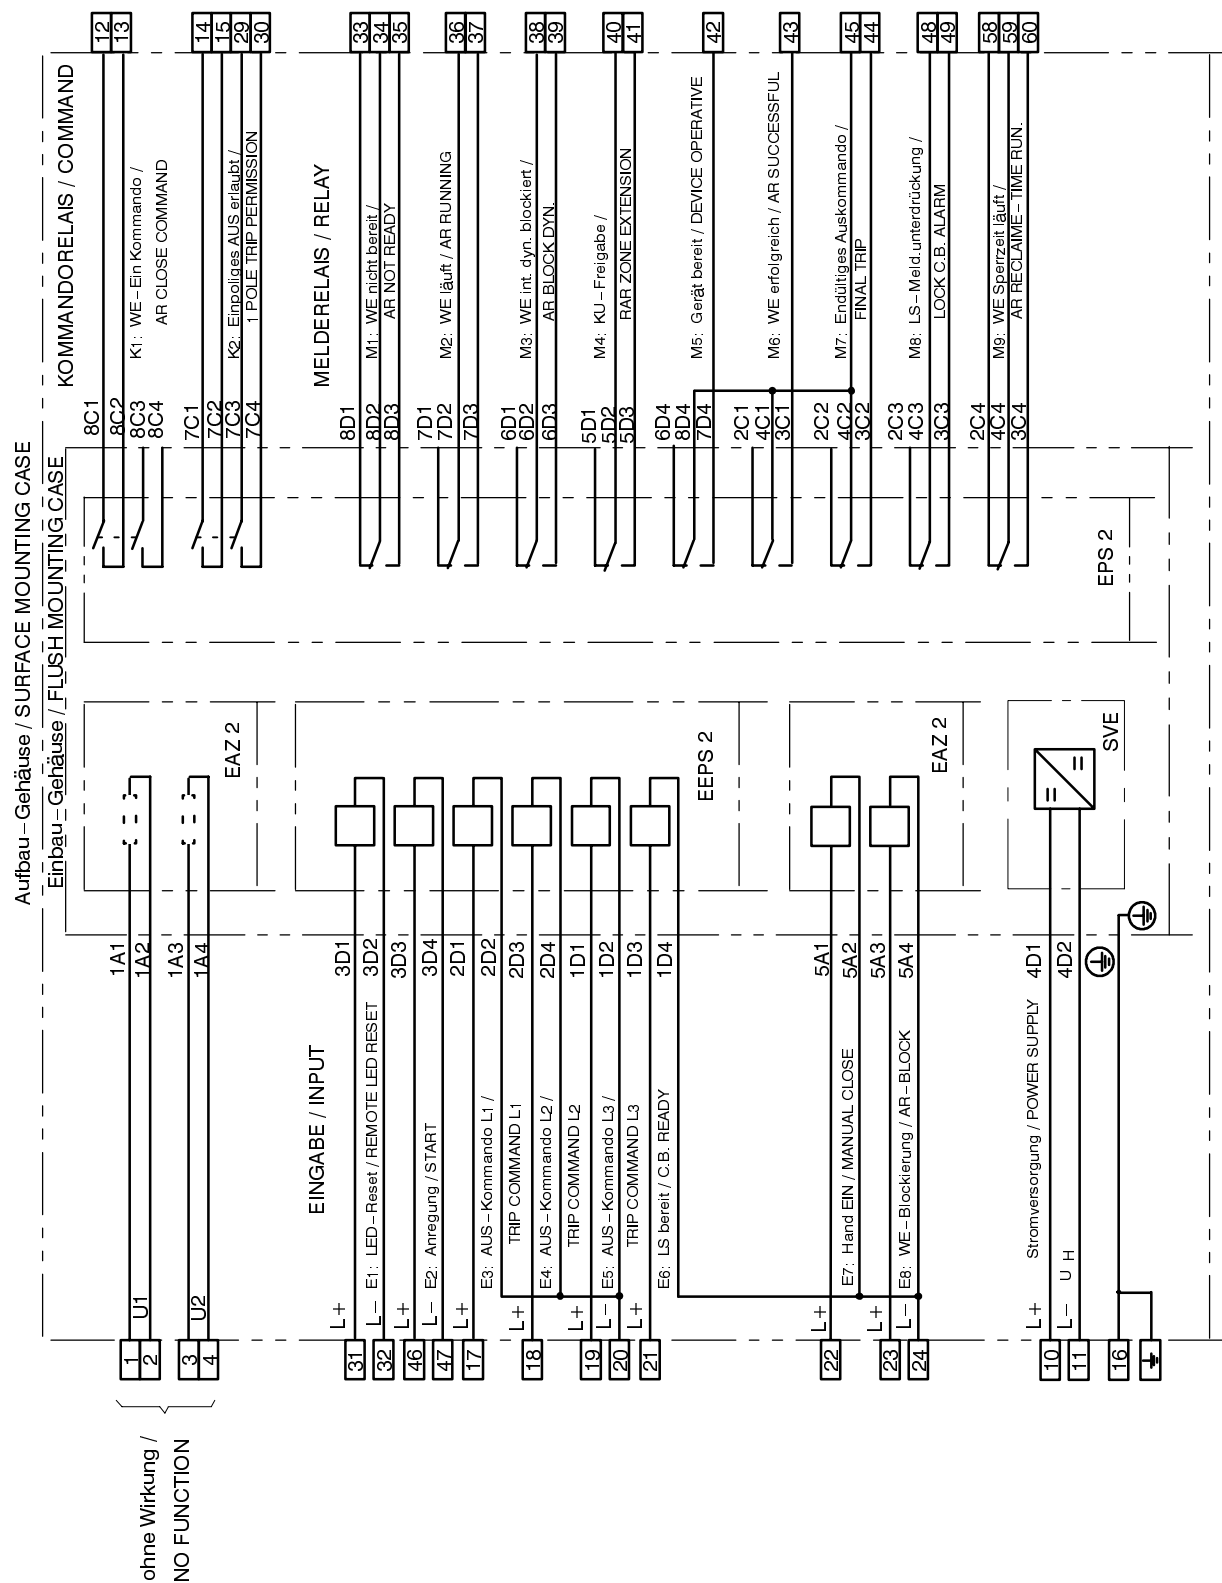 Aufbau–Gehäuse / SURFACE MOUNTING CASE
Einbau–Gehäuse / FLUSH MOUNTING CASE
ohne Wirkung /
NO FUNCTION
1
2
3
4
U1
U2
1A1
1A2
1A3
1A4
EAZ 2
EINGABE / INPUT
31
L+
E1: LED–Reset / REMOTE LED RESET
3D1
32
L–
3D2
46
L+
E2: Anregung / START
3D3
47
L–
3D4
17
L+
E3: AUS–Kommando L1 /
TRIP COMMAND L1
2D1
2D2
18
L+
E4: AUS–Kommando L2 /
TRIP COMMAND L2
2D3
2D4
19
L+
E5: AUS–Kommando L3 /
TRIP COMMAND L3
1D1
20
L–
1D2
21
L+
E6: LS bereit / C.B. READY
1D3
1D4
EEPS 2
22
L+
E7: Hand EIN / MANUAL CLOSE
5A1
5A2
23
L+
E8: WE–Blockierung / AR–BLOCK
5A3
24
L–
5A4
EAZ 2
10
L+
Stromversorgung / POWER SUPPLY
4D1
11
L–
U H
4D2
SVE
16
KOMMANDORELAIS / COMMAND
8C1
8C2
8C3
8C4
K1: WE–Ein Kommando /
AR CLOSE COMMAND
12
13
7C1
7C2
7C3
7C4
K2: Einpoliges AUS erlaubt /
1 POLE TRIP PERMISSION
14
15
29
30
MELDERELAIS / RELAY
8D1
8D2
8D3
M1: WE nicht bereit /
AR NOT READY
33
34
35
7D1
7D2
7D3
M2: WE läuft / AR RUNNING
36
37
6D1
6D2
6D3
M3: WE int. dyn. blockiert /
AR BLOCK DYN.
38
39
5D1
5D2
5D3
M4: KU–Freigabe /
RAR ZONE EXTENSION
40
41
6D4
8D4
7D4
M5: Gerät bereit / DEVICE OPERATIVE
42
2C1
4C1
3C1
M6: WE erfolgreich / AR SUCCESSFUL
43
2C2
4C2
3C2
M7: Endültiges Auskommando /
FINAL TRIP
45
44
2C3
4C3
3C3
M8: LS–Meld.unterdrückung /
LOCK C.B. ALARM
48
49
2C4
4C4
3C4
M9: WE Sperrzeit läuft /
AR RECLAIME–TIME RUN.
58
59
60
EPS 2